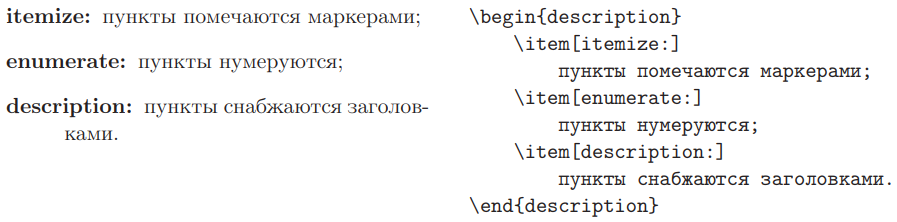 itemize: пункты помечаются маркерами;
enumerate: пункты нумеруются;
description: пункты снабжаются заголов-
ками.
\begin{description}
\item[itemize:]
пункты помечаются маркерами;
\item[enumerate:]
пункты нумеруются;
\item[description:]
пункты снабжаются заголовками.
\end{description}